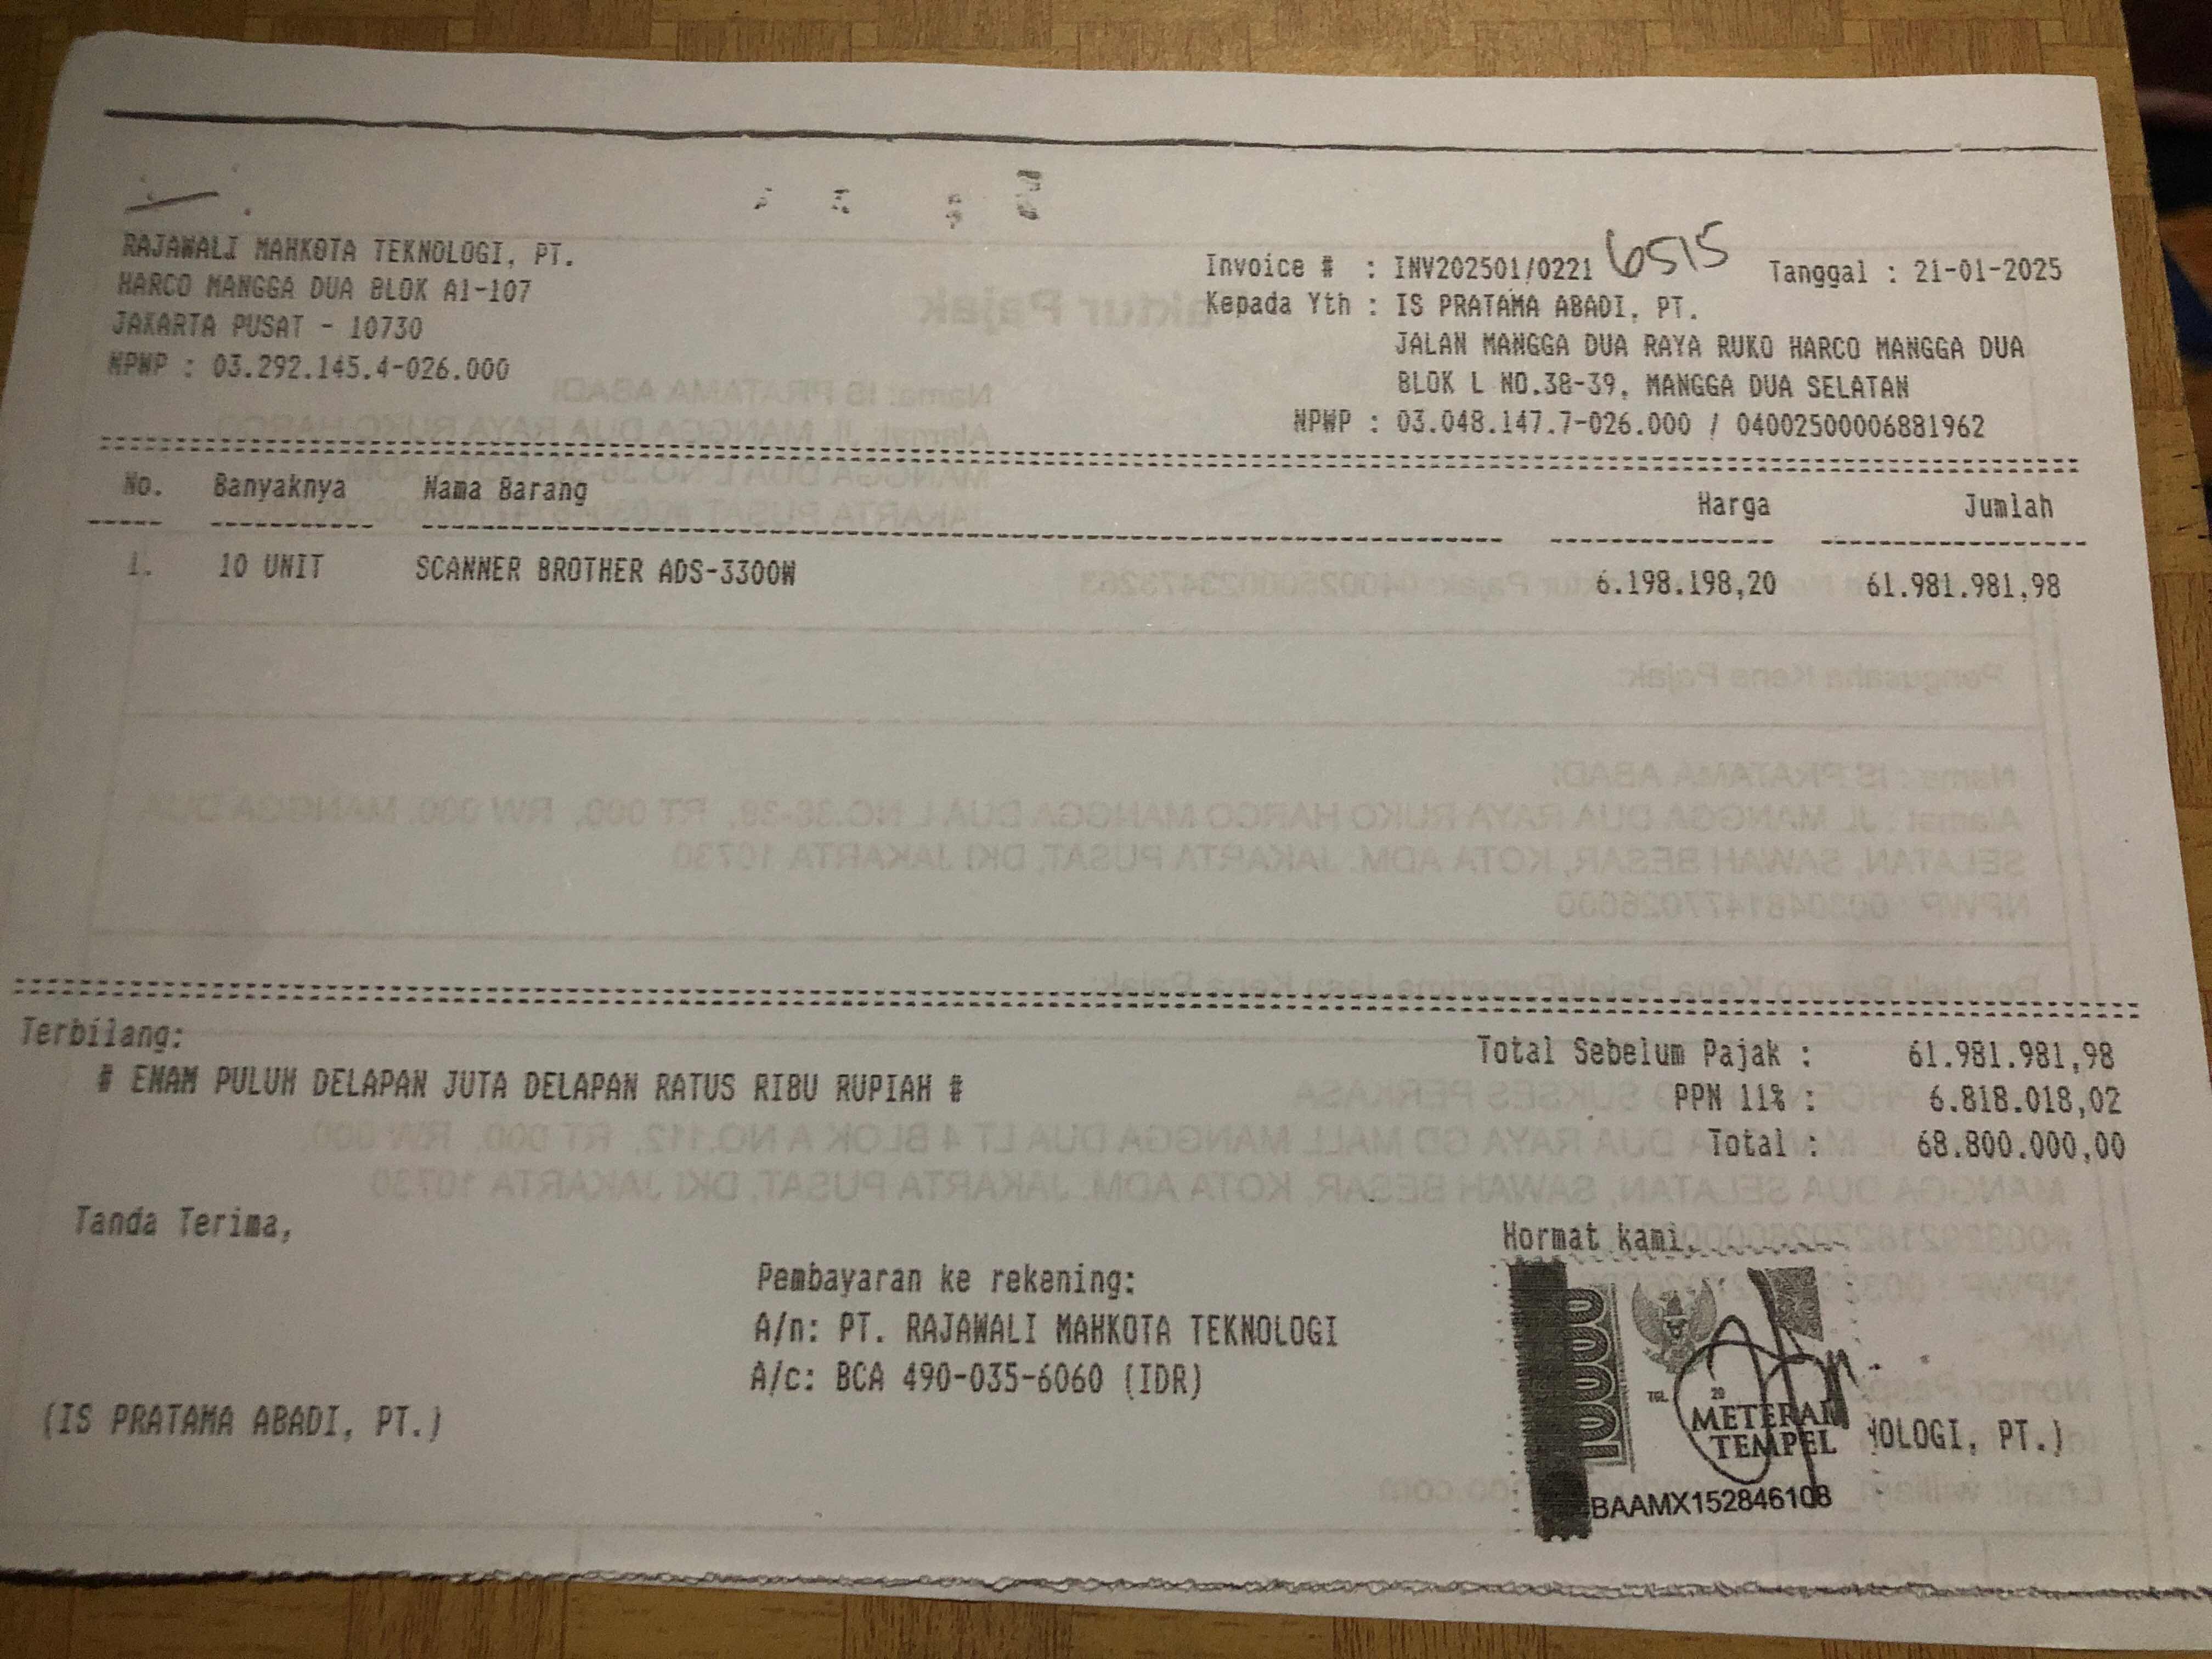 RAJAWALI MAHKOTA TEKNOLOGI, PT.
HARCO MANGGA DUA BLOK A1-107
JAKARTA PUSAT - 10730
NPWP : 03.292.145.4-026.000
Invoice # : INV202501/0221 6515 Tanggal : 21-01-2025
Kepada Yth : IS PRATAMA ABADI, PT.
JALAN MANGGA DUA RAYA RUKO HARCO MANGGA DUA
BLOK L NO.38-39, MANGGA DUA SELATAN
NPWP : 03.048.147.7-026.000 / 04002500006881962
No. Banyaknya Nama Barang Harga Jumlah
1. 10 UNIT SCANNER BROTHER ADS-3300W 6.198.198,20 61.981.981,98
Terbilang:
# ENAM PULUH DELAPAN JUTA DELAPAN RATUS RIBU RUPIAH #
Total Sebelum Pajak : 61.981.981,98
PPN 11% : 6.818.018,02
Total : 68.800.000,00
Tanda Terima,
Pembayaran ke rekening:
A/n: PT. RAJAWALI MAHKOTA TEKNOLOGI
A/c: BCA 490-035-6060 (IDR)
(IS PRATAMA ABADI, PT.)
Hormat kami,
10000
TGL 20
METERAI
TEMPEL
NOLOGI, PT.)
BAAMX152846108